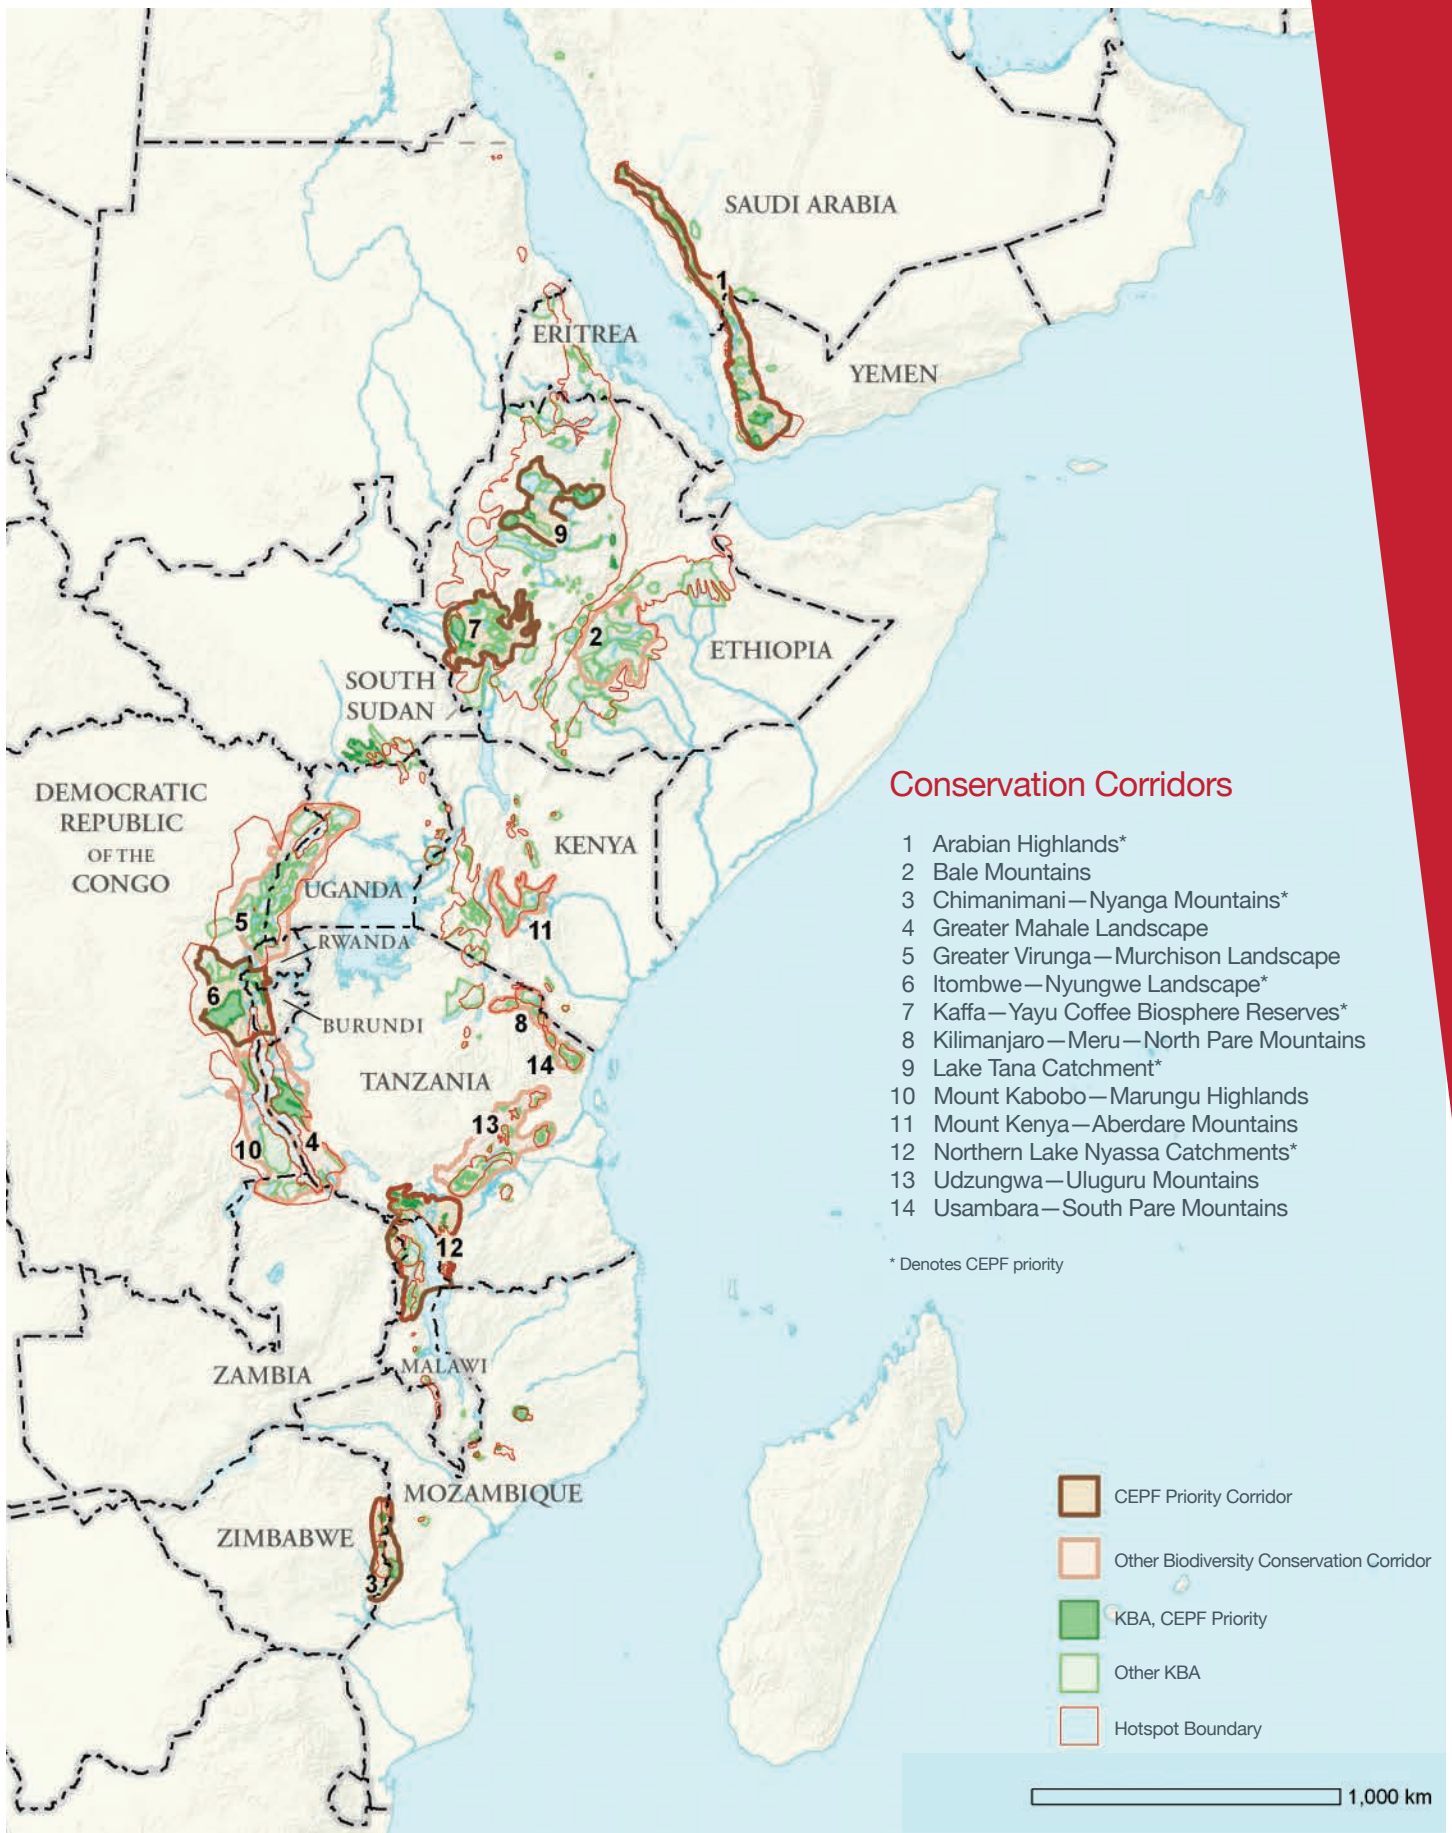 SAUDI ARABIA
1
ERITREA
YEMEN
9
7
2
ETHIOPIA
SOUTH
SUDAN
DEMOCRATIC
REPUBLIC
OF THE
CONGO
KENYA
UGANDA
5
11
RWANDA
6
BURUNDI
8
14
TANZANIA
13
10
4
12
MALAWI
ZAMBIA
MOZAMBIQUE
ZIMBABWE
3
Conservation Corridors
1 Arabian Highlands*
2 Bale Mountains
3 Chimanimani—Nyanga Mountains*
4 Greater Mahale Landscape
5 Greater Virunga—Murchison Landscape
6 Itombwe—Nyungwe Landscape*
7 Kaffa—Yayu Coffee Biosphere Reserves*
8 Kilimanjaro—Meru—North Pare Mountains
9 Lake Tana Catchment*
10 Mount Kabobo—Marungu Highlands
11 Mount Kenya—Aberdare Mountains
12 Northern Lake Nyassa Catchments*
13 Udzungwa—Uluguru Mountains
14 Usambara—South Pare Mountains
* Denotes CEPF priority
CEPF Priority Corridor
Other Biodiversity Conservation Corridor
KBA, CEPF Priority
Other KBA
Hotspot Boundary
1,000 km